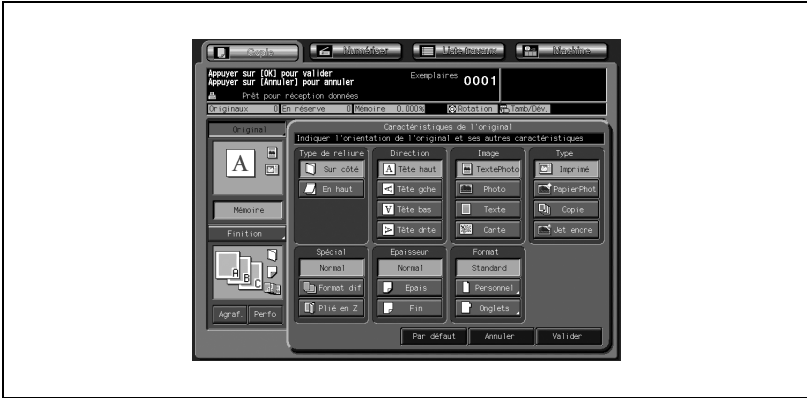 Copie Numériser Liste travaux Machine
Appuyer sur [OK] pour valider
Appuyer sur [Annuler] pour annuler
Exemplaires 0001
Prêt pour réception données
Originaux 0 En réserve 0 Mémoire 0.000% Rotation Tamb/Dév.
Original
Caractéristiques de l'original
Indiquer l'orientation de l'original et ses autres caractéristiques
Type de reliure Direction Image Type
Sur côté Tête haut TextePhoto Imprimé
En haut Tête gche Photo PapierPhot
Tête bas Texte Copie
Tête drte Carte Jet encre
A
Mémoire
Finition
Spécial Epaisseur Format
Normal Normal Standard
Format dif Epais Personnel
Plié en Z Fin Onglets
A B C
Agraf. Perfo
Par défaut Annuler Valider